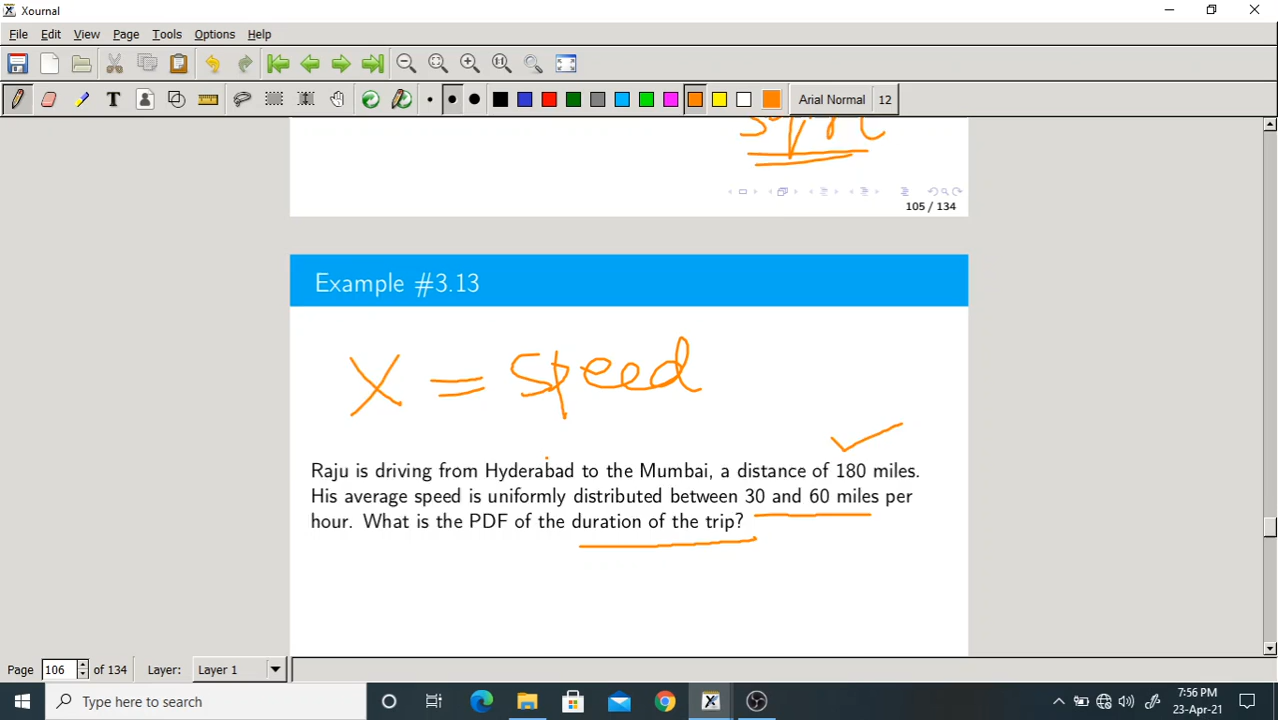 Xournal
File Edit View Page Tools Options Help
Arial Normal 12
105 / 134
Example #3.13
X = Speed
Raju is driving from Hyderabad to the Mumbai, a distance of 180 miles.
His average speed is uniformly distributed between 30 and 60 miles per
hour. What is the PDF of the duration of the trip?
Page 106 of 134 Layer: Layer 1
Type here to search
7:56 PM
23-Apr-21